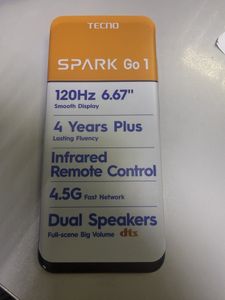 TECNO
SPARK Go 1
120Hz 6.67"
Smooth Display
4 Years Plus
Lasting Fluency
Infrared
Remote Control
4.5G Fast Network
Dual Speakers
Full-scene Big Volume dts